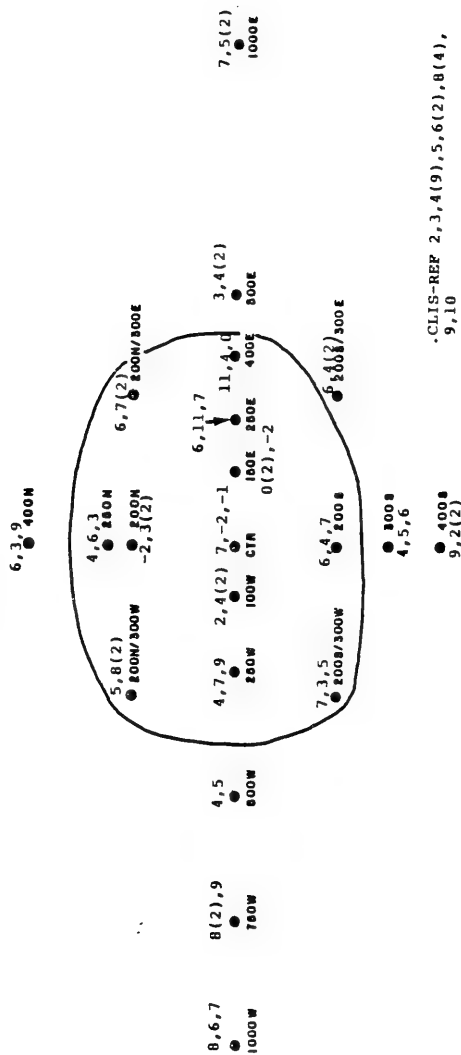 6,3,9
400N
4,6,3
250N
200N
-2,3(2)
5,8(2)
200N/300W
6,7(2)
200N/300E
8,6,7
1000W
8(2),9
750W
4,5
500W
4,7,9
250W
2,4(2)
100W
7,-2,-1
CTR
150E
0(2),-2
6,11,7
250E
11,4,0
400E
3,4(2)
500E
7,5(2)
1000E
7,3,5
200S/300W
6,4,7
200S
6,4(2)
200S/300E
300S
4,5,6
400S
9,2(2)
.CLIS-REF 2,3,4(9),5,6(2),8(4),
9,10